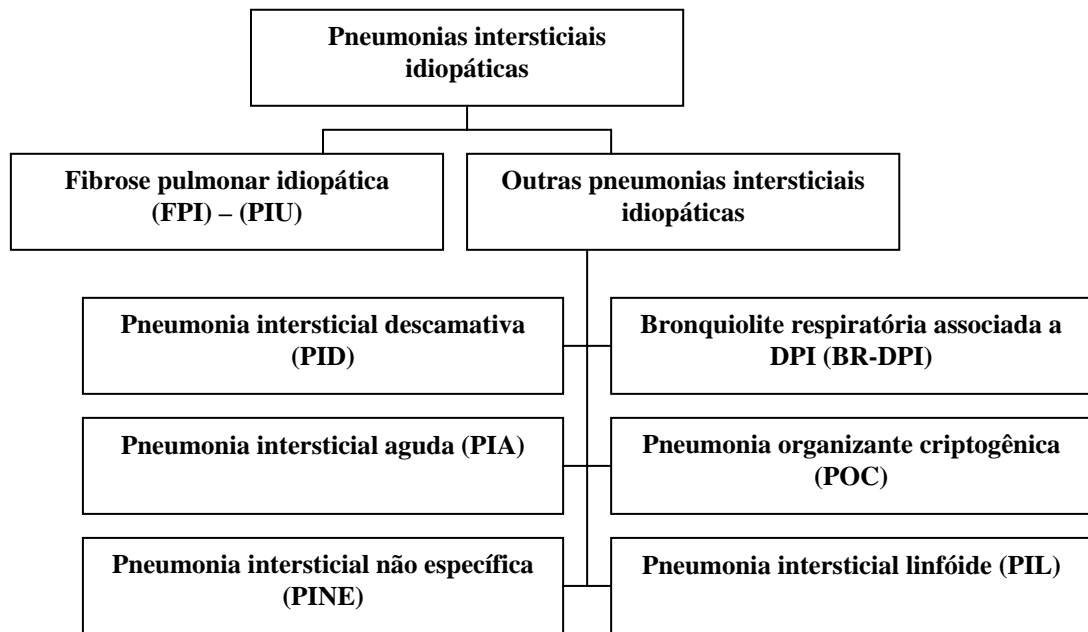 Pneumonias intersticiais
idiopáticas
Fibrose pulmonar idiopática
(FPI) – (PIU)
Outras pneumonias intersticiais
idiopáticas
Pneumonia intersticial descamativa
(PID)
Bronquiolite respiratória associada a
DPI (BR-DPI)
Pneumonia intersticial aguda (PIA)
Pneumonia organizante criptogênica
(POC)
Pneumonia intersticial não específica
(PINE)
Pneumonia intersticial linfóide (PIL)